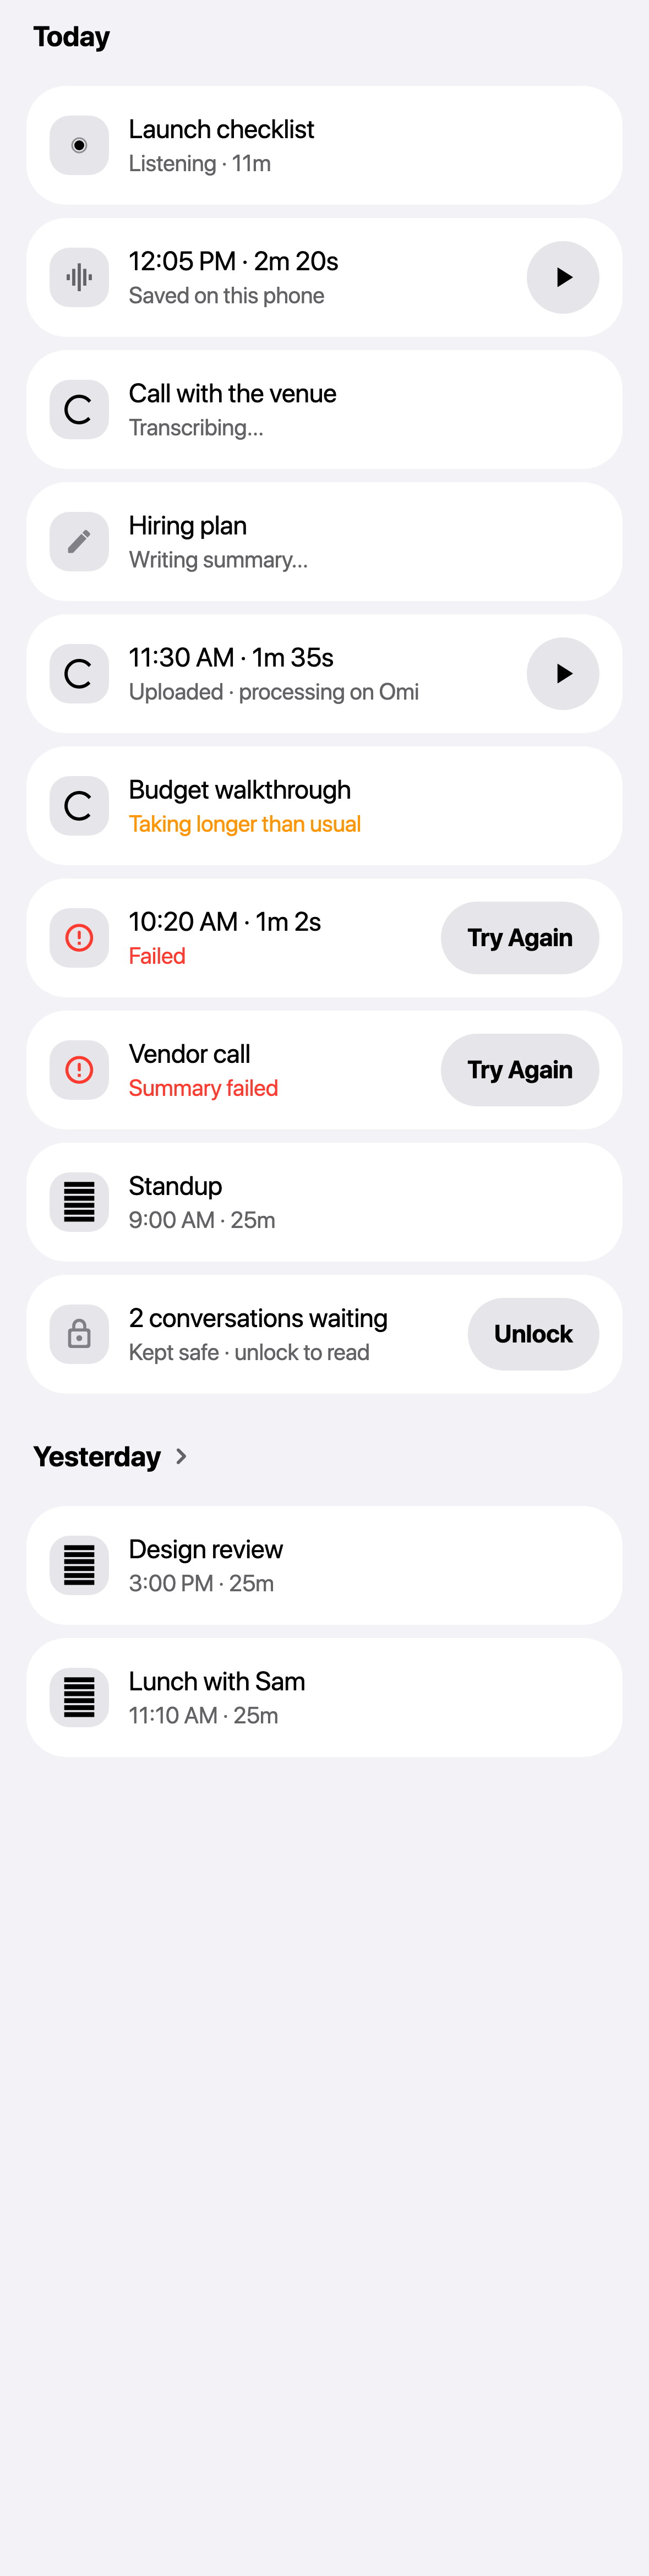 Today
Launch checklist
Listening · 11m
12:05 PM · 2m 20s
Saved on this phone
Call with the venue
Transcribing...
Hiring plan
Writing summary...
11:30 AM · 1m 35s
Uploaded · processing on Omi
Budget walkthrough
Taking longer than usual
10:20 AM · 1m 2s
Failed
Try Again
Vendor call
Summary failed
Try Again
Standup
9:00 AM · 25m
2 conversations waiting
Kept safe · unlock to read
Unlock
Yesterday
Design review
3:00 PM · 25m
Lunch with Sam
11:10 AM · 25m